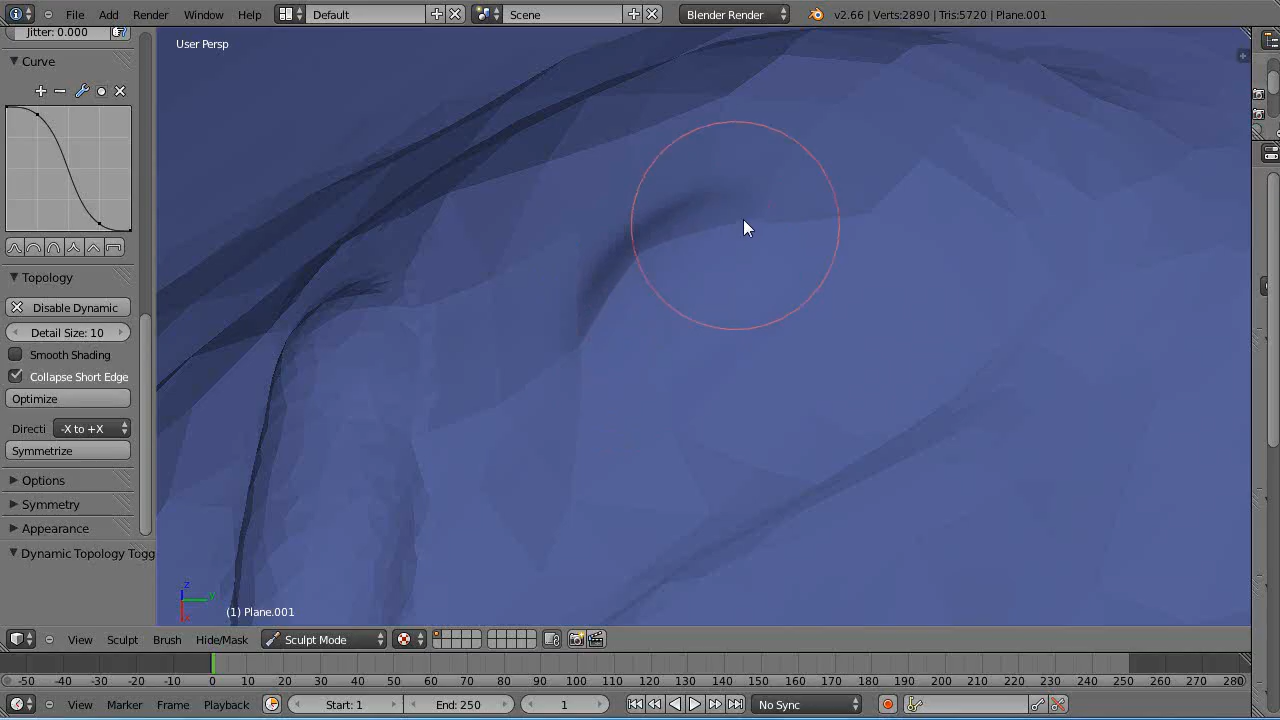 File Add Render Window Help Default Scene Blender Render v2.66 | Verts:2890 | Tris:5720 | Plane.001
Jitter: 0.000
User Persp
Curve
Topology
Disable Dynamic
Detail Size: 10
Smooth Shading
Collapse Short Edge
Optimize
Directi -X to +X
Symmetrize
Options
Symmetry
Appearance
Dynamic Topology Togg
z
y
x
(1) Plane.001
View Sculpt Brush Hide/Mask Sculpt Mode
-50 -40 -30 -20 -10 0 10 20 30 40 50 60 70 80 90 100 110 120 130 140 150 160 170 180 190 200 210 220 230 240 250 260 270 280
View Marker Frame Playback Start: 1 End: 250 1 No Sync